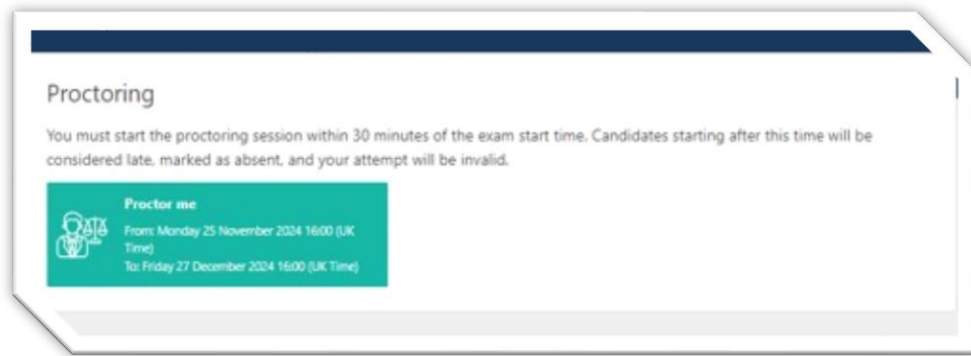 Proctoring
You must start the proctoring session within 30 minutes of the exam start time. Candidates starting after this time will be
considered late, marked as absent, and your attempt will be invalid.
Proctor me
From: Monday 25 November 2024 16:00 (UK
Time)
To: Friday 27 December 2024 16:00 (UK Time)